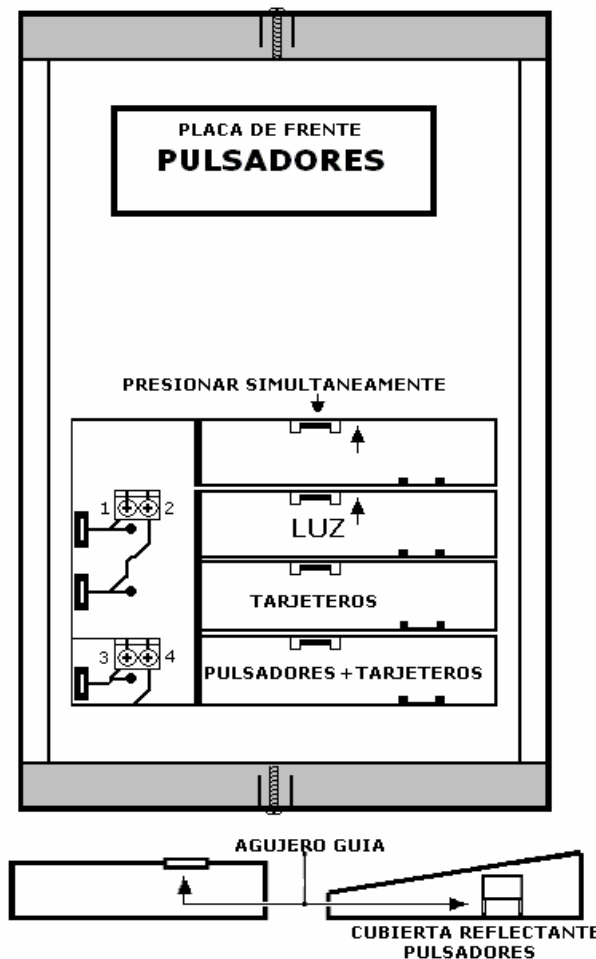 PLACA DE FRENTE
PULSADORES
PRESIONAR SIMULTANEAMENTE
1 2
LUZ
TARJETEROS
3 4
PULSADORES + TARJETEROS
AGUJERO GUIA
CUBIERTA REFLECTANTE
PULSADORES